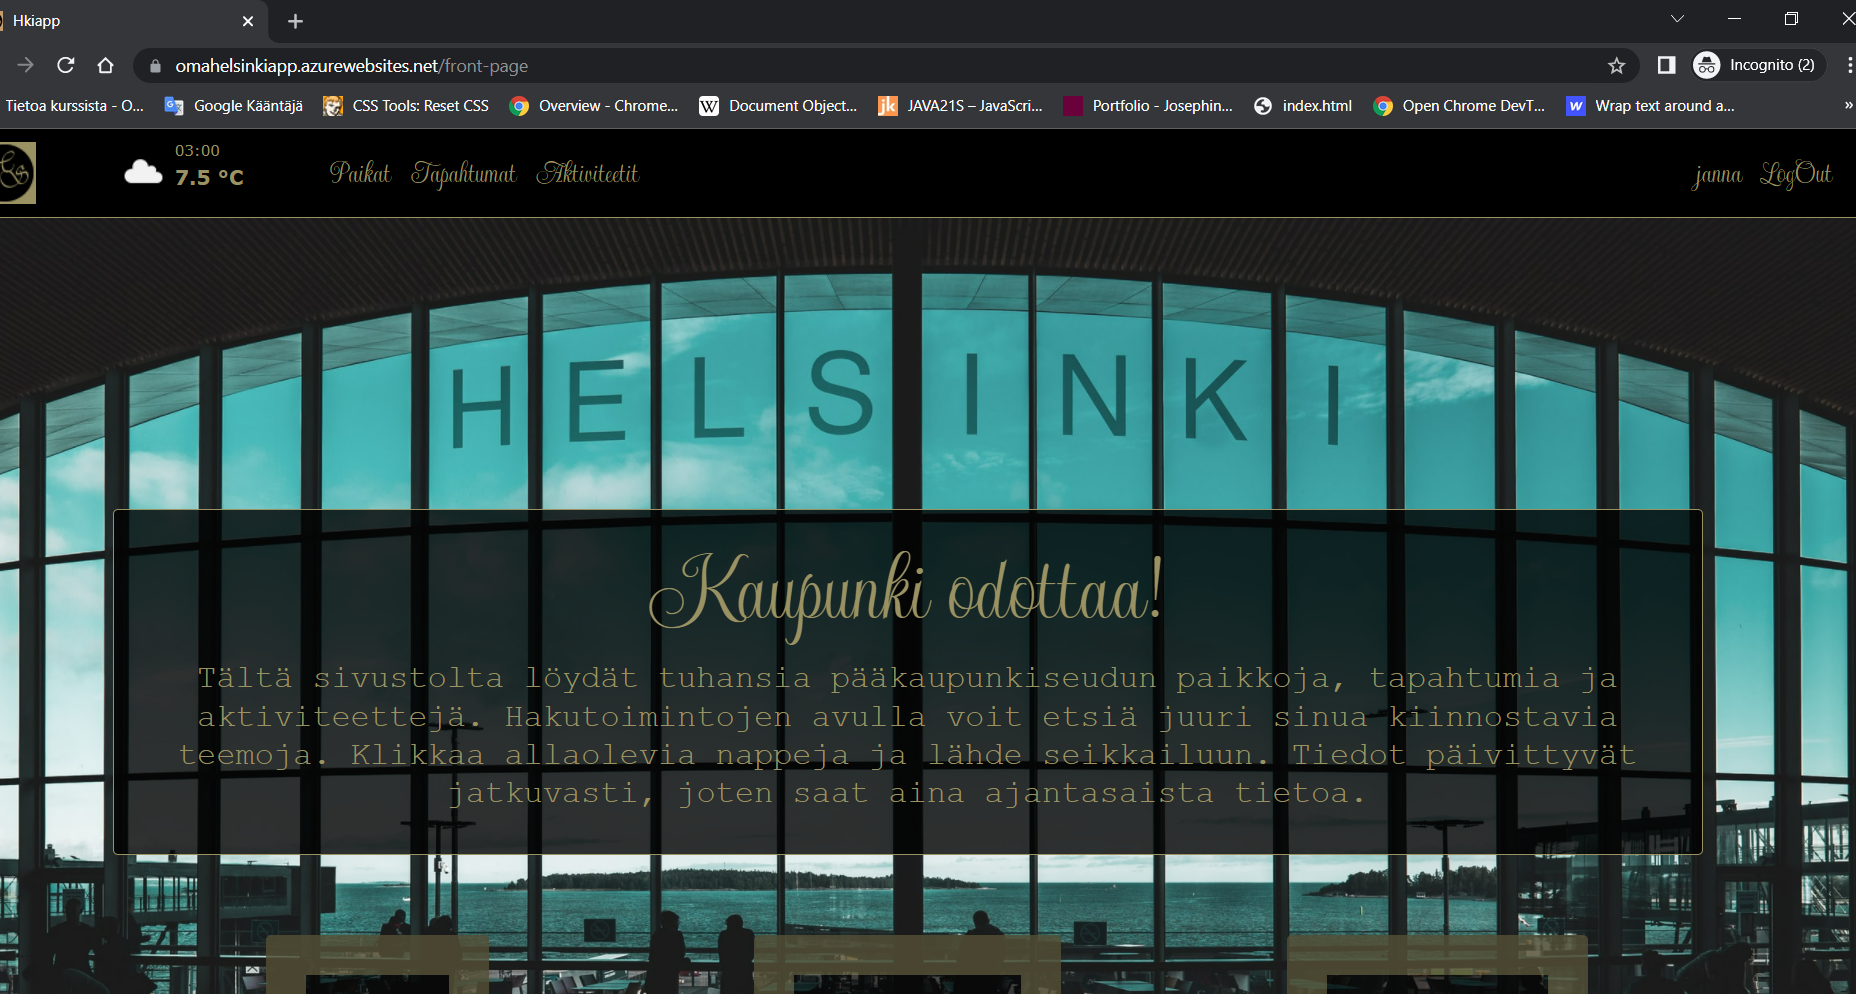 Hkiapp
omahelsinkiapp.azurewebsites.net/front-page
Incognito (2)
Tietoa kurssista - O...
Google Kääntäjä
CSS Tools: Reset CSS
Overview - Chrome...
W
Document Object...
jk
JAVA21S – JavaScri...
Portfolio - Josephin...
index.html
Open Chrome DevT...
w
Wrap text around a...
»
03:00
7.5 °C
Paikat
Tapahtumat
Aktiviteetit
janna
LogOut
HELSINKI
Kaupunki odottaa!
Tältä sivustolta löydät tuhansia pääkaupunkiseudun paikkoja, tapahtumia ja
aktiviteettejä. Hakutoimintojen avulla voit etsiä juuri sinua kiinnostavia
teemoja. Klikkaa allaolevia nappeja ja lähde seikkailuun. Tiedot päivittyvät
jatkuvasti, joten saat aina ajantasaista tietoa.